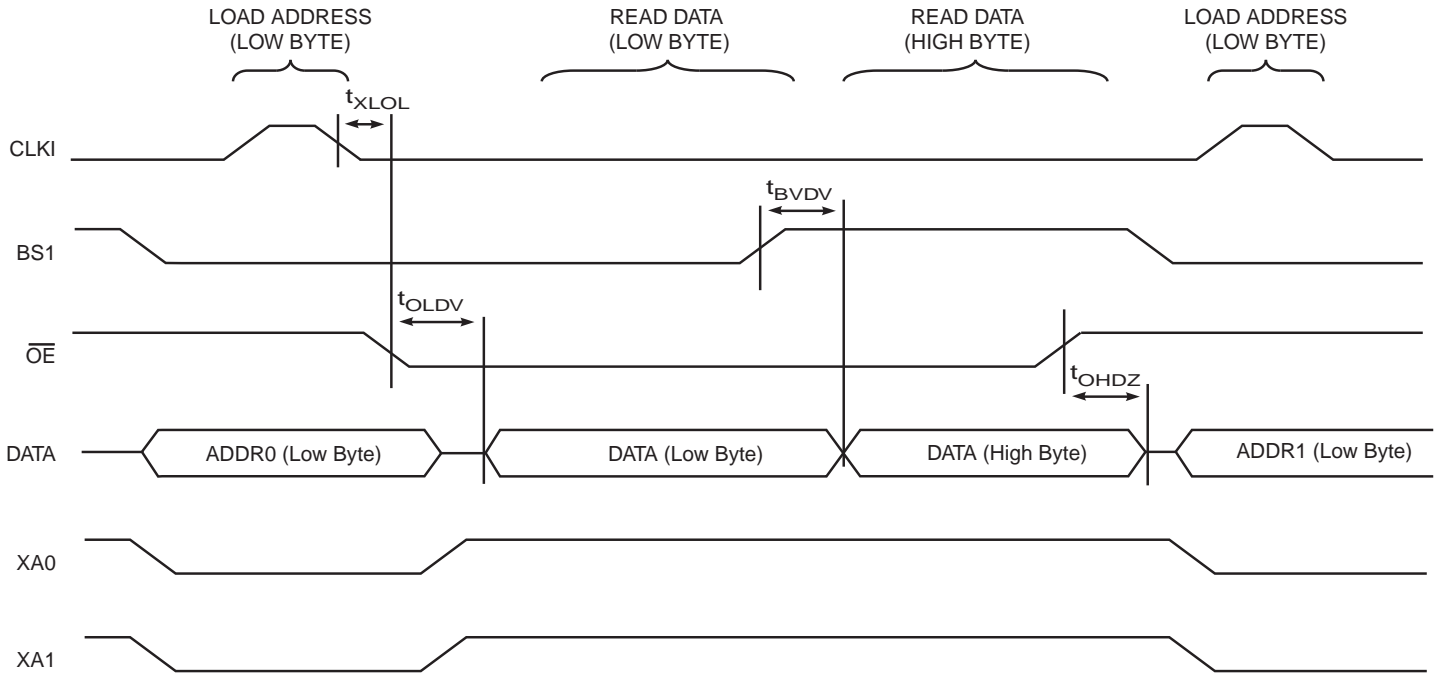 LOAD ADDRESS
(LOW BYTE)
READ DATA
(LOW BYTE)
READ DATA
(HIGH BYTE)
LOAD ADDRESS
(LOW BYTE)
tXLOL
CLKI
tBVDV
BS1
tOLDV
OE
tOHDZ
DATA
ADDR0 (Low Byte)
DATA (Low Byte)
DATA (High Byte)
ADDR1 (Low Byte)
XA0
XA1